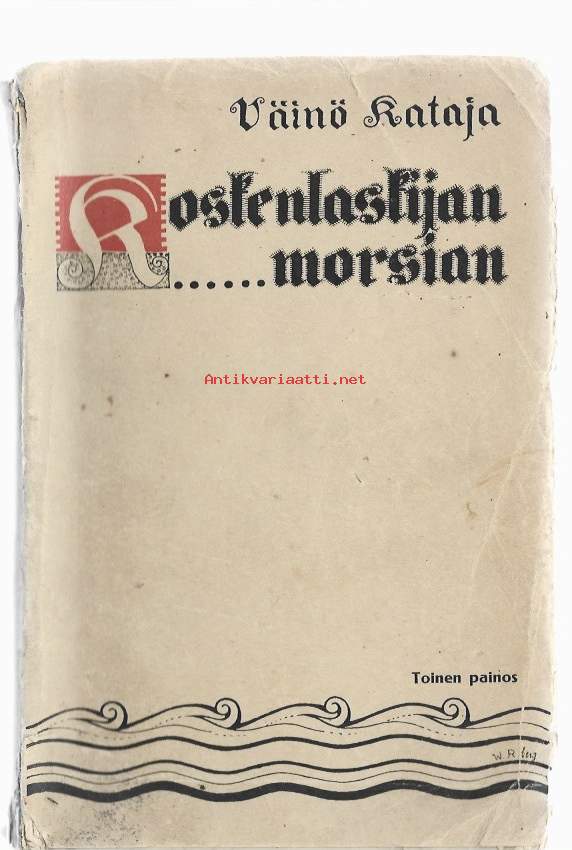 Väinö Kataja
Koskenlaskijan
......morsian
Antikvariaatti.net
Toinen painos